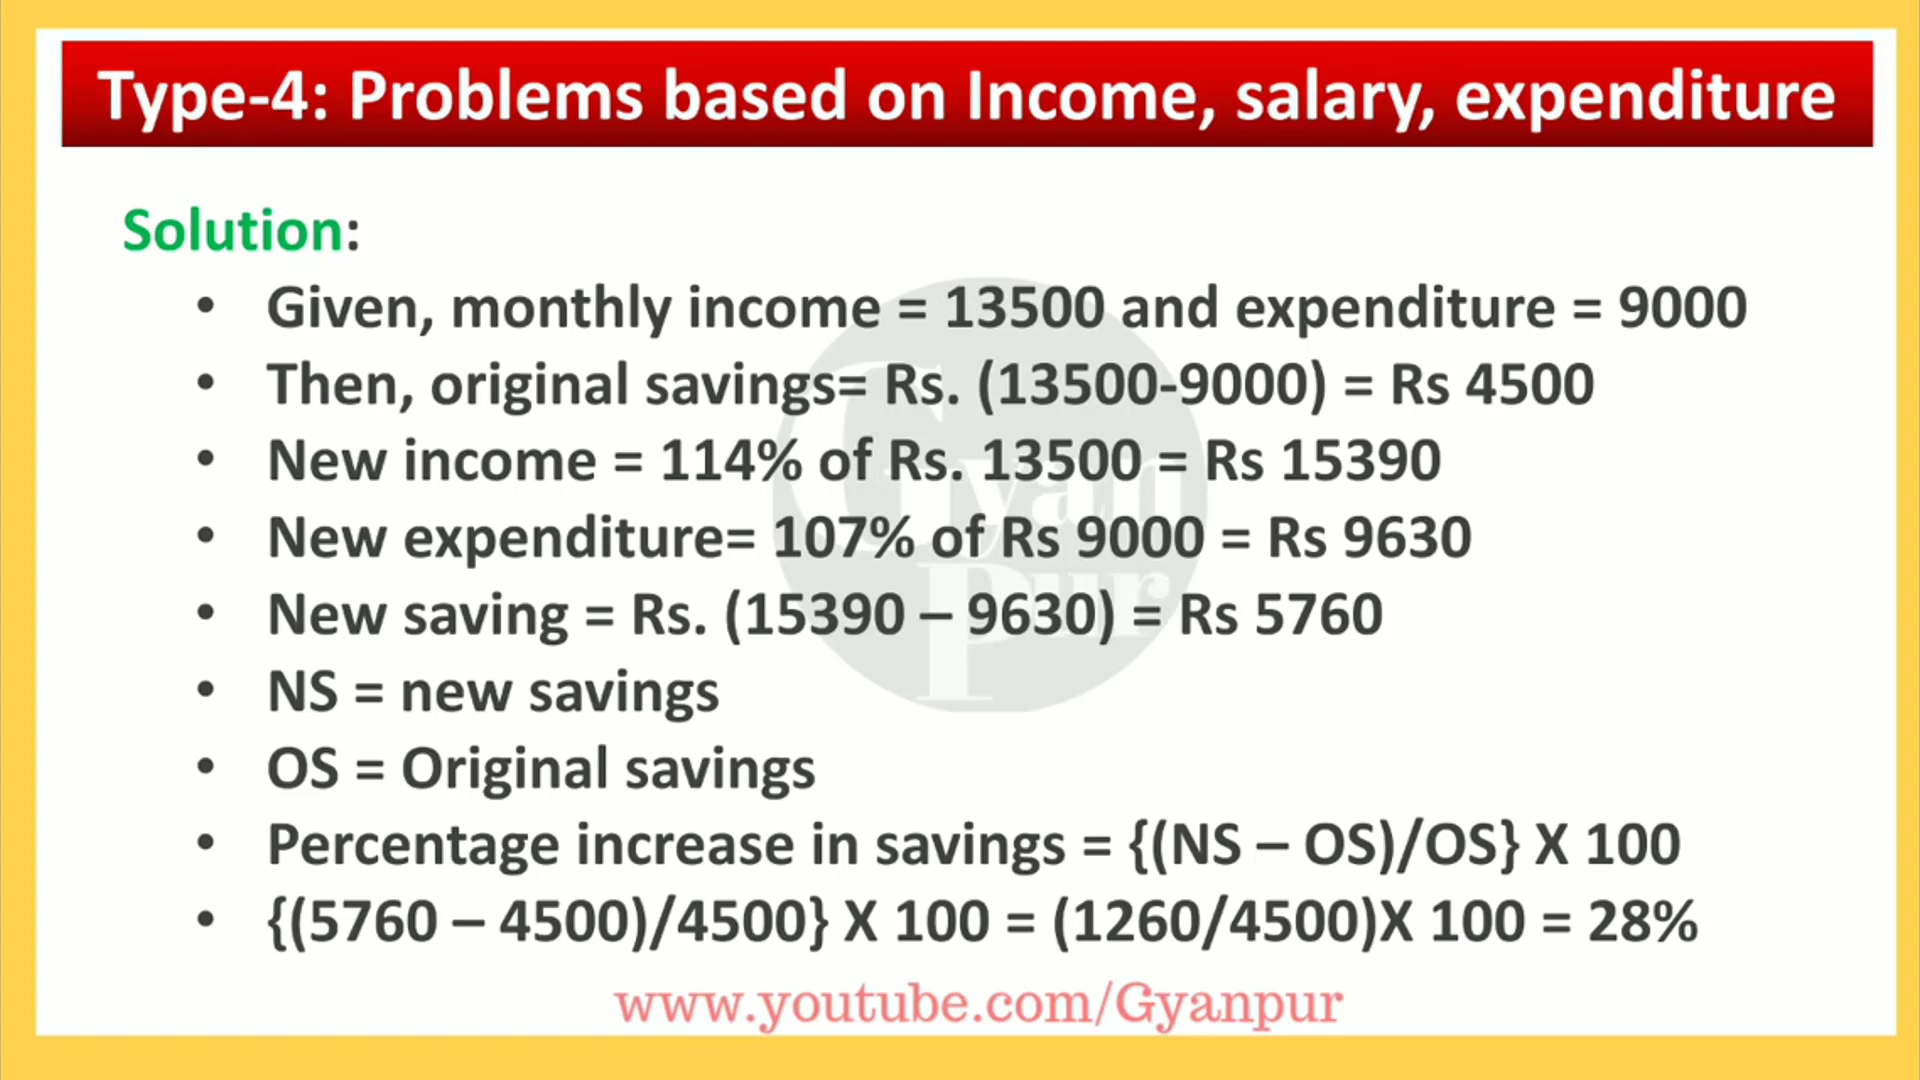 Type-4: Problems based on Income, salary, expenditure
Solution:
• Given, monthly income = 13500 and expenditure = 9000
• Then, original savings= Rs. (13500-9000) = Rs 4500
• New income = 114% of Rs. 13500 = Rs 15390
• New expenditure= 107% of Rs 9000 = Rs 9630
• New saving = Rs. (15390 – 9630) = Rs 5760
• NS = new savings
• OS = Original savings
• Percentage increase in savings = {(NS – OS)/OS} X 100
• {(5760 – 4500)/4500} X 100 = (1260/4500)X 100 = 28%
Gyan
Pur
www.youtube.com/Gyanpur